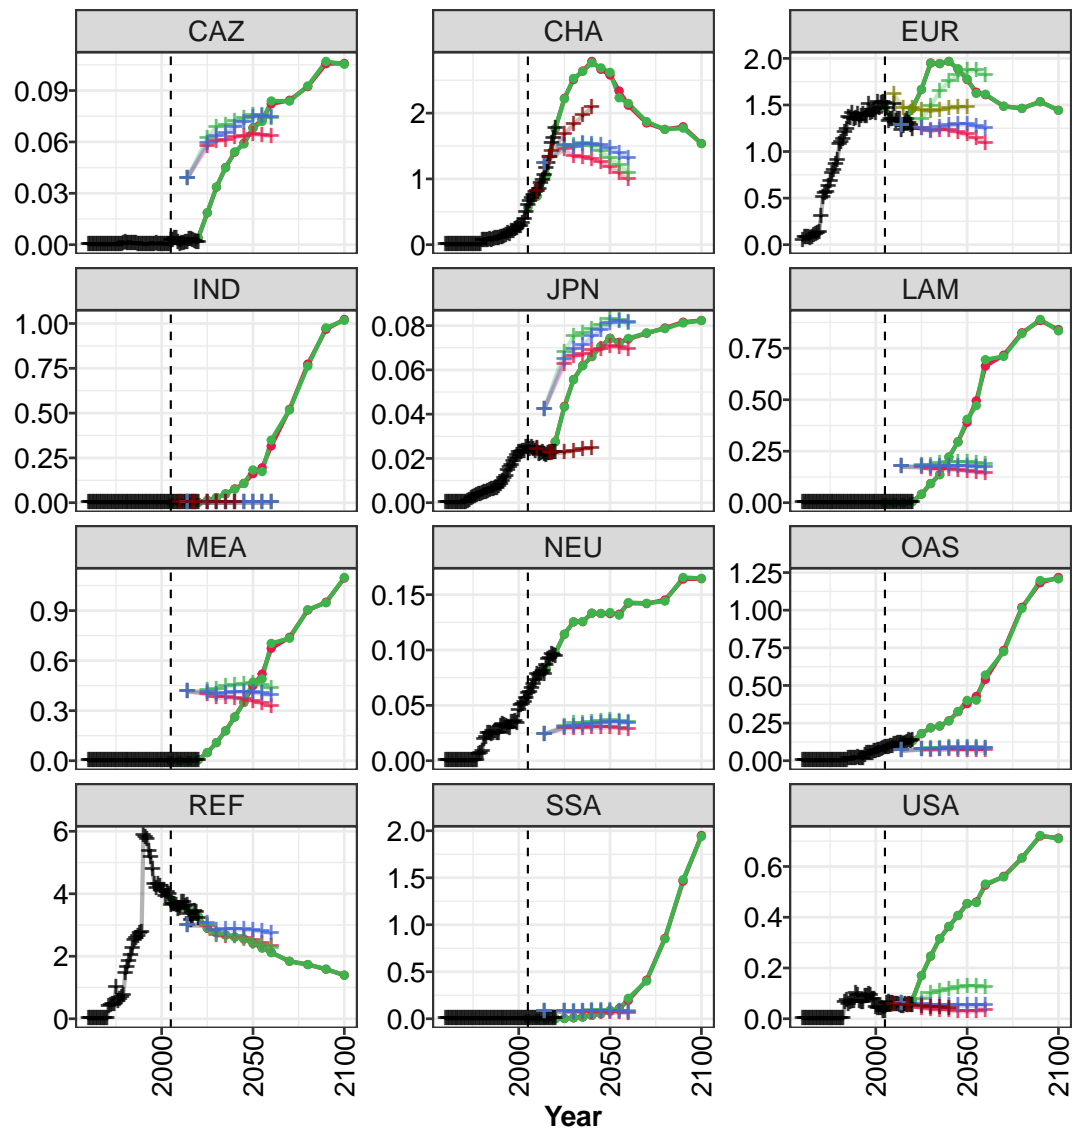 CAZ CHA EUR
0.09 2 2.0
0.06 1.5
0.03 1 1.0
0.5
0.00 0 0.0
IND JPN LAM
1.00 0.08 0.75
0.75 0.06
0.50 0.04 0.50
0.25 0.02 0.25
0.00 0.00 0.00
MEA NEU OAS
0.9 0.15 1.25
1.00
0.6 0.10 0.75
0.3 0.05 0.50
0.25
0.0 0.00 0.00
REF SSA USA
6 2.0 0.6
4 1.5 0.4
1.0
2 0.5 0.2
0 0.0 0.0
2000 2050 2100 2000 2050 2100 2000 2050 2100
Year